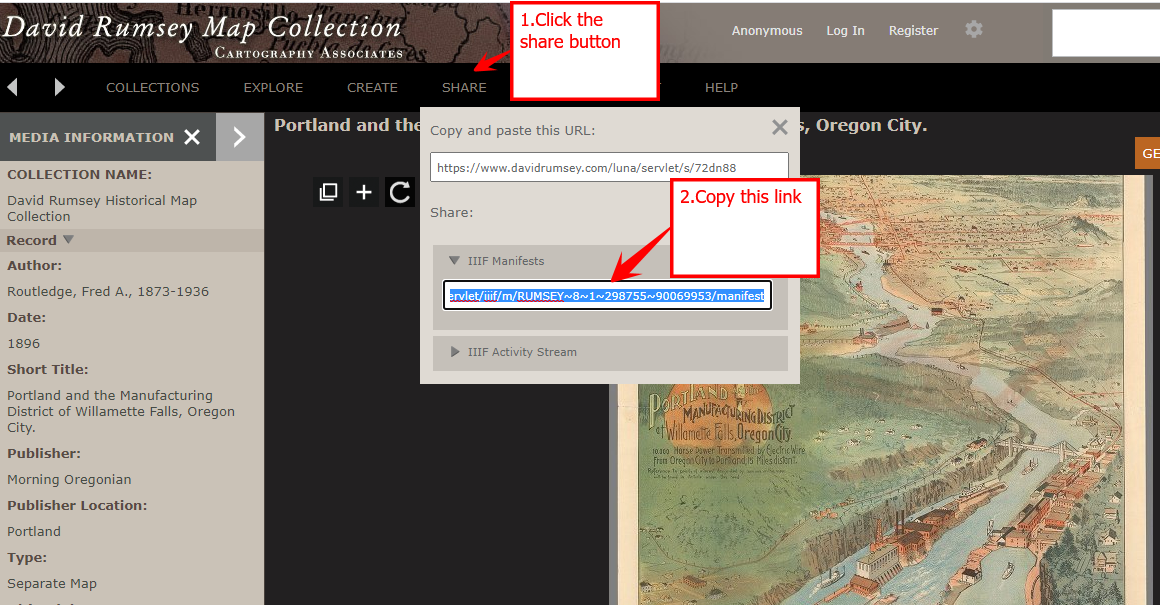 David Rumsey Map Collection
CARTOGRAPHY ASSOCIATES
Anonymous Log In Register
1.Click the
share button
COLLECTIONS EXPLORE CREATE SHARE HELP
MEDIA INFORMATION
Portland and the
s, Oregon City.
GE
COLLECTION NAME:
David Rumsey Historical Map
Collection
Record
Author:
Routledge, Fred A., 1873-1936
Date:
1896
Short Title:
Portland and the Manufacturing
District of Willamette Falls, Oregon
City.
Publisher:
Morning Oregonian
Publisher Location:
Portland
Type:
Separate Map
Copy and paste this URL:
https://www.davidrumsey.com/luna/servlet/s/72dn88
Share:
2.Copy this link
IIIF Manifests
ervlet/iiif/m/RUMSEY~8~1~298755~90069953/manifest
IIIF Activity Stream
PORTLAND
MANUFACTURING DISTRICT
of Willamette Falls, Oregon City.
10,000 Horse Power Transmitted by Electric Wire
From Oregon City to Portland, 15 Miles distant.